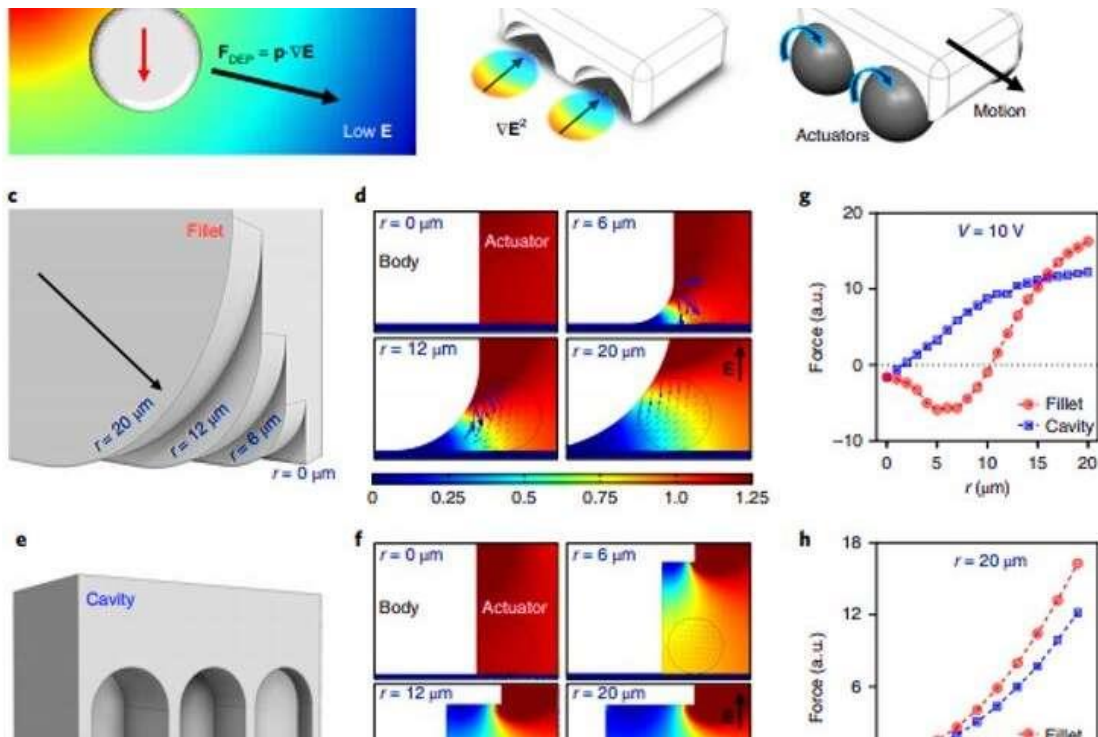 F_DEP = p·∇E
Low E
∇E²
Actuators
Motion
c
Fillet
r = 20 μm
r = 12 μm
r = 6 μm
r = 0 μm
d
r = 0 μm
Body
Actuator
r = 6 μm
r = 12 μm
r = 20 μm
0 0.25 0.50 0.75 1.0 1.25
g
V = 10 V
Force (a.u.)
20
10
0
−10
Fillet
Cavity
0 5 10 15 20
r (μm)
e
Cavity
f
r = 0 μm
Body
Actuator
r = 6 μm
r = 12 μm
r = 20 μm
h
r = 20 μm
Force (a.u.)
18
12
6
Fillet